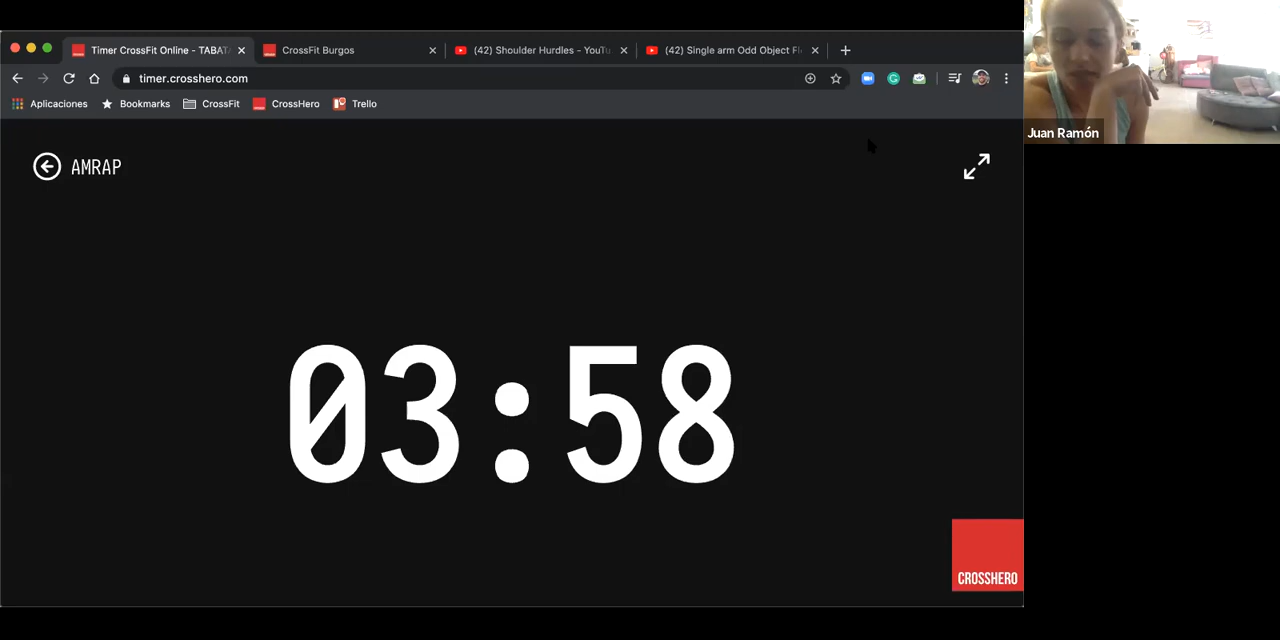 Timer CrossFit Online - TABATA
CrossFit Burgos
(42) Shoulder Hurdles - YouTu
(42) Single arm Odd Object Fl
timer.crosshero.com
Aplicaciones
Bookmarks
CrossFit
CrossHero
Trello
Juan Ramón
AMRAP
03:58
CROSSHERO